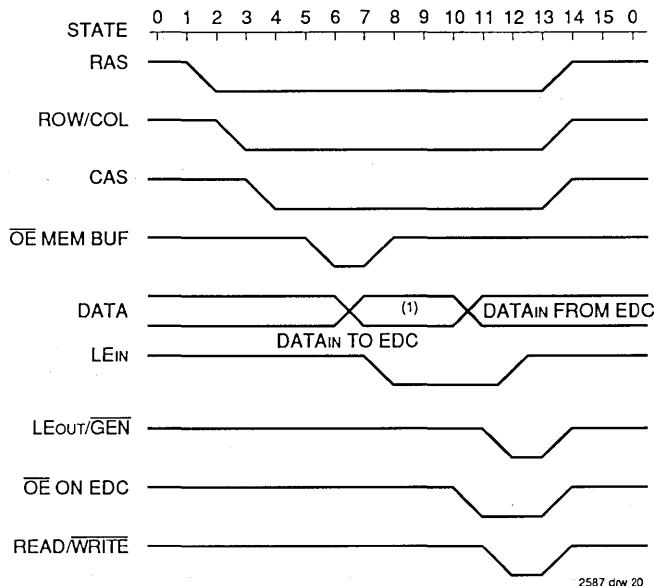 STATE 0 1 2 3 4 5 6 7 8 9 10 11 12 13 14 15 0
RAS
ROW/COL
CAS
OE MEM BUF
DATA (1) DATAIN FROM EDC
DATAIN TO EDC
LEIN
LEOUT/GEN
OE ON EDC
READ/WRITE
2587 drw 20